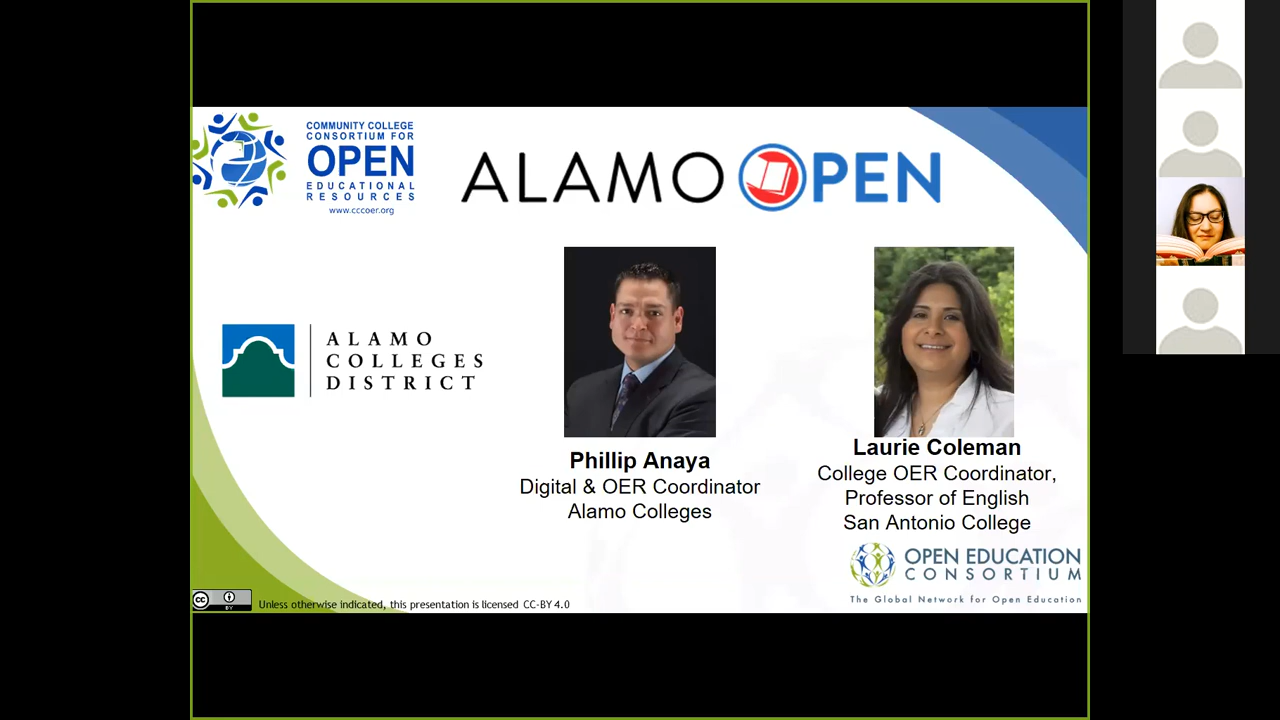 COMMUNITY COLLEGE
CONSORTIUM FOR
OPEN
EDUCATIONAL
RESOURCES
www.cccoer.org
ALAMO OPEN
ALAMO
COLLEGES
DISTRICT
Phillip Anaya
Digital & OER Coordinator
Alamo Colleges
Laurie Coleman
College OER Coordinator,
Professor of English
San Antonio College
OPEN EDUCATION
CONSORTIUM
The Global Network for Open Education
cc
BY
Unless otherwise indicated, this presentation is licensed CC-BY 4.0